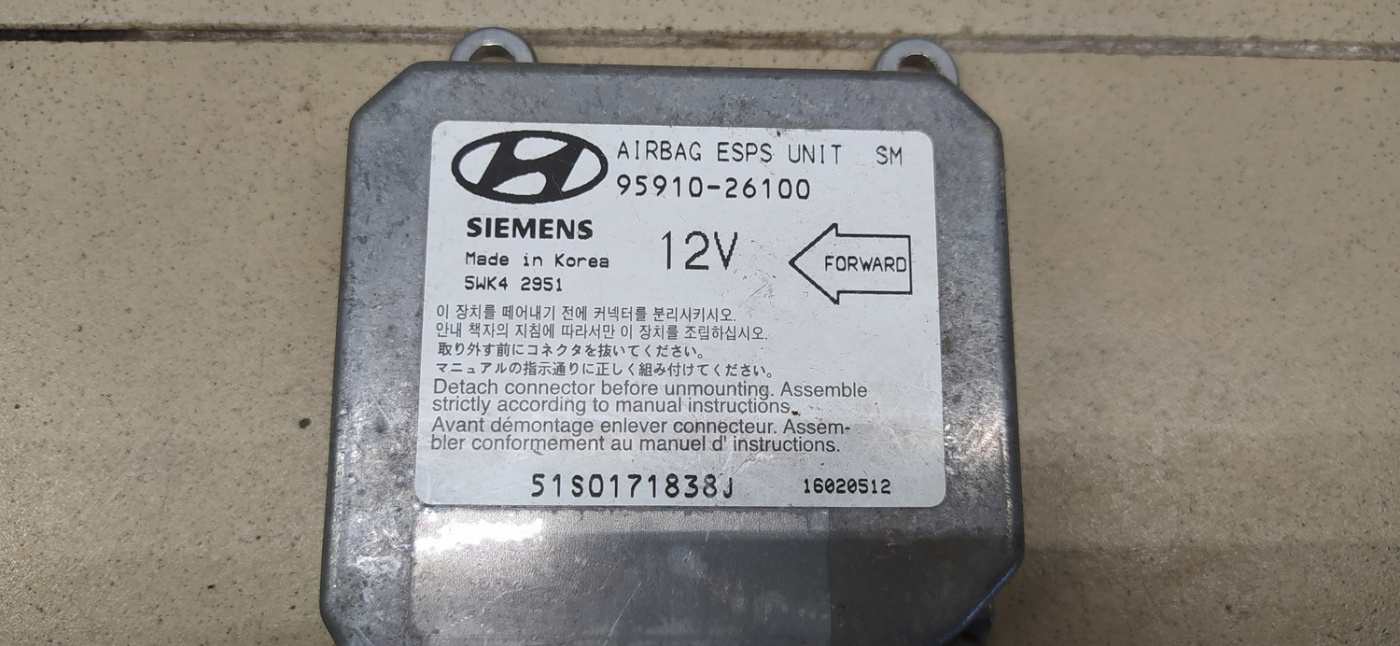 AIRBAG ESPS UNIT SM
95910-26100
SIEMENS
12V
FORWARD
Made in Korea
5WK4 2951
이 장치를 떼어내기 전에 커넥터를 분리시키시오.
안내 책자의 지침에 따라서만 이 장치를 조립하십시오.
取り外す前にコネクタを抜いてください。
マニュアルの指示通りに正しく組み付けてください。
Detach connector before unmounting. Assemble
strictly according to manual instructions.
Avant démontage enlever connecteur. Assem-
bler conformement au manuel d' instructions.
51S0171838J 16020512